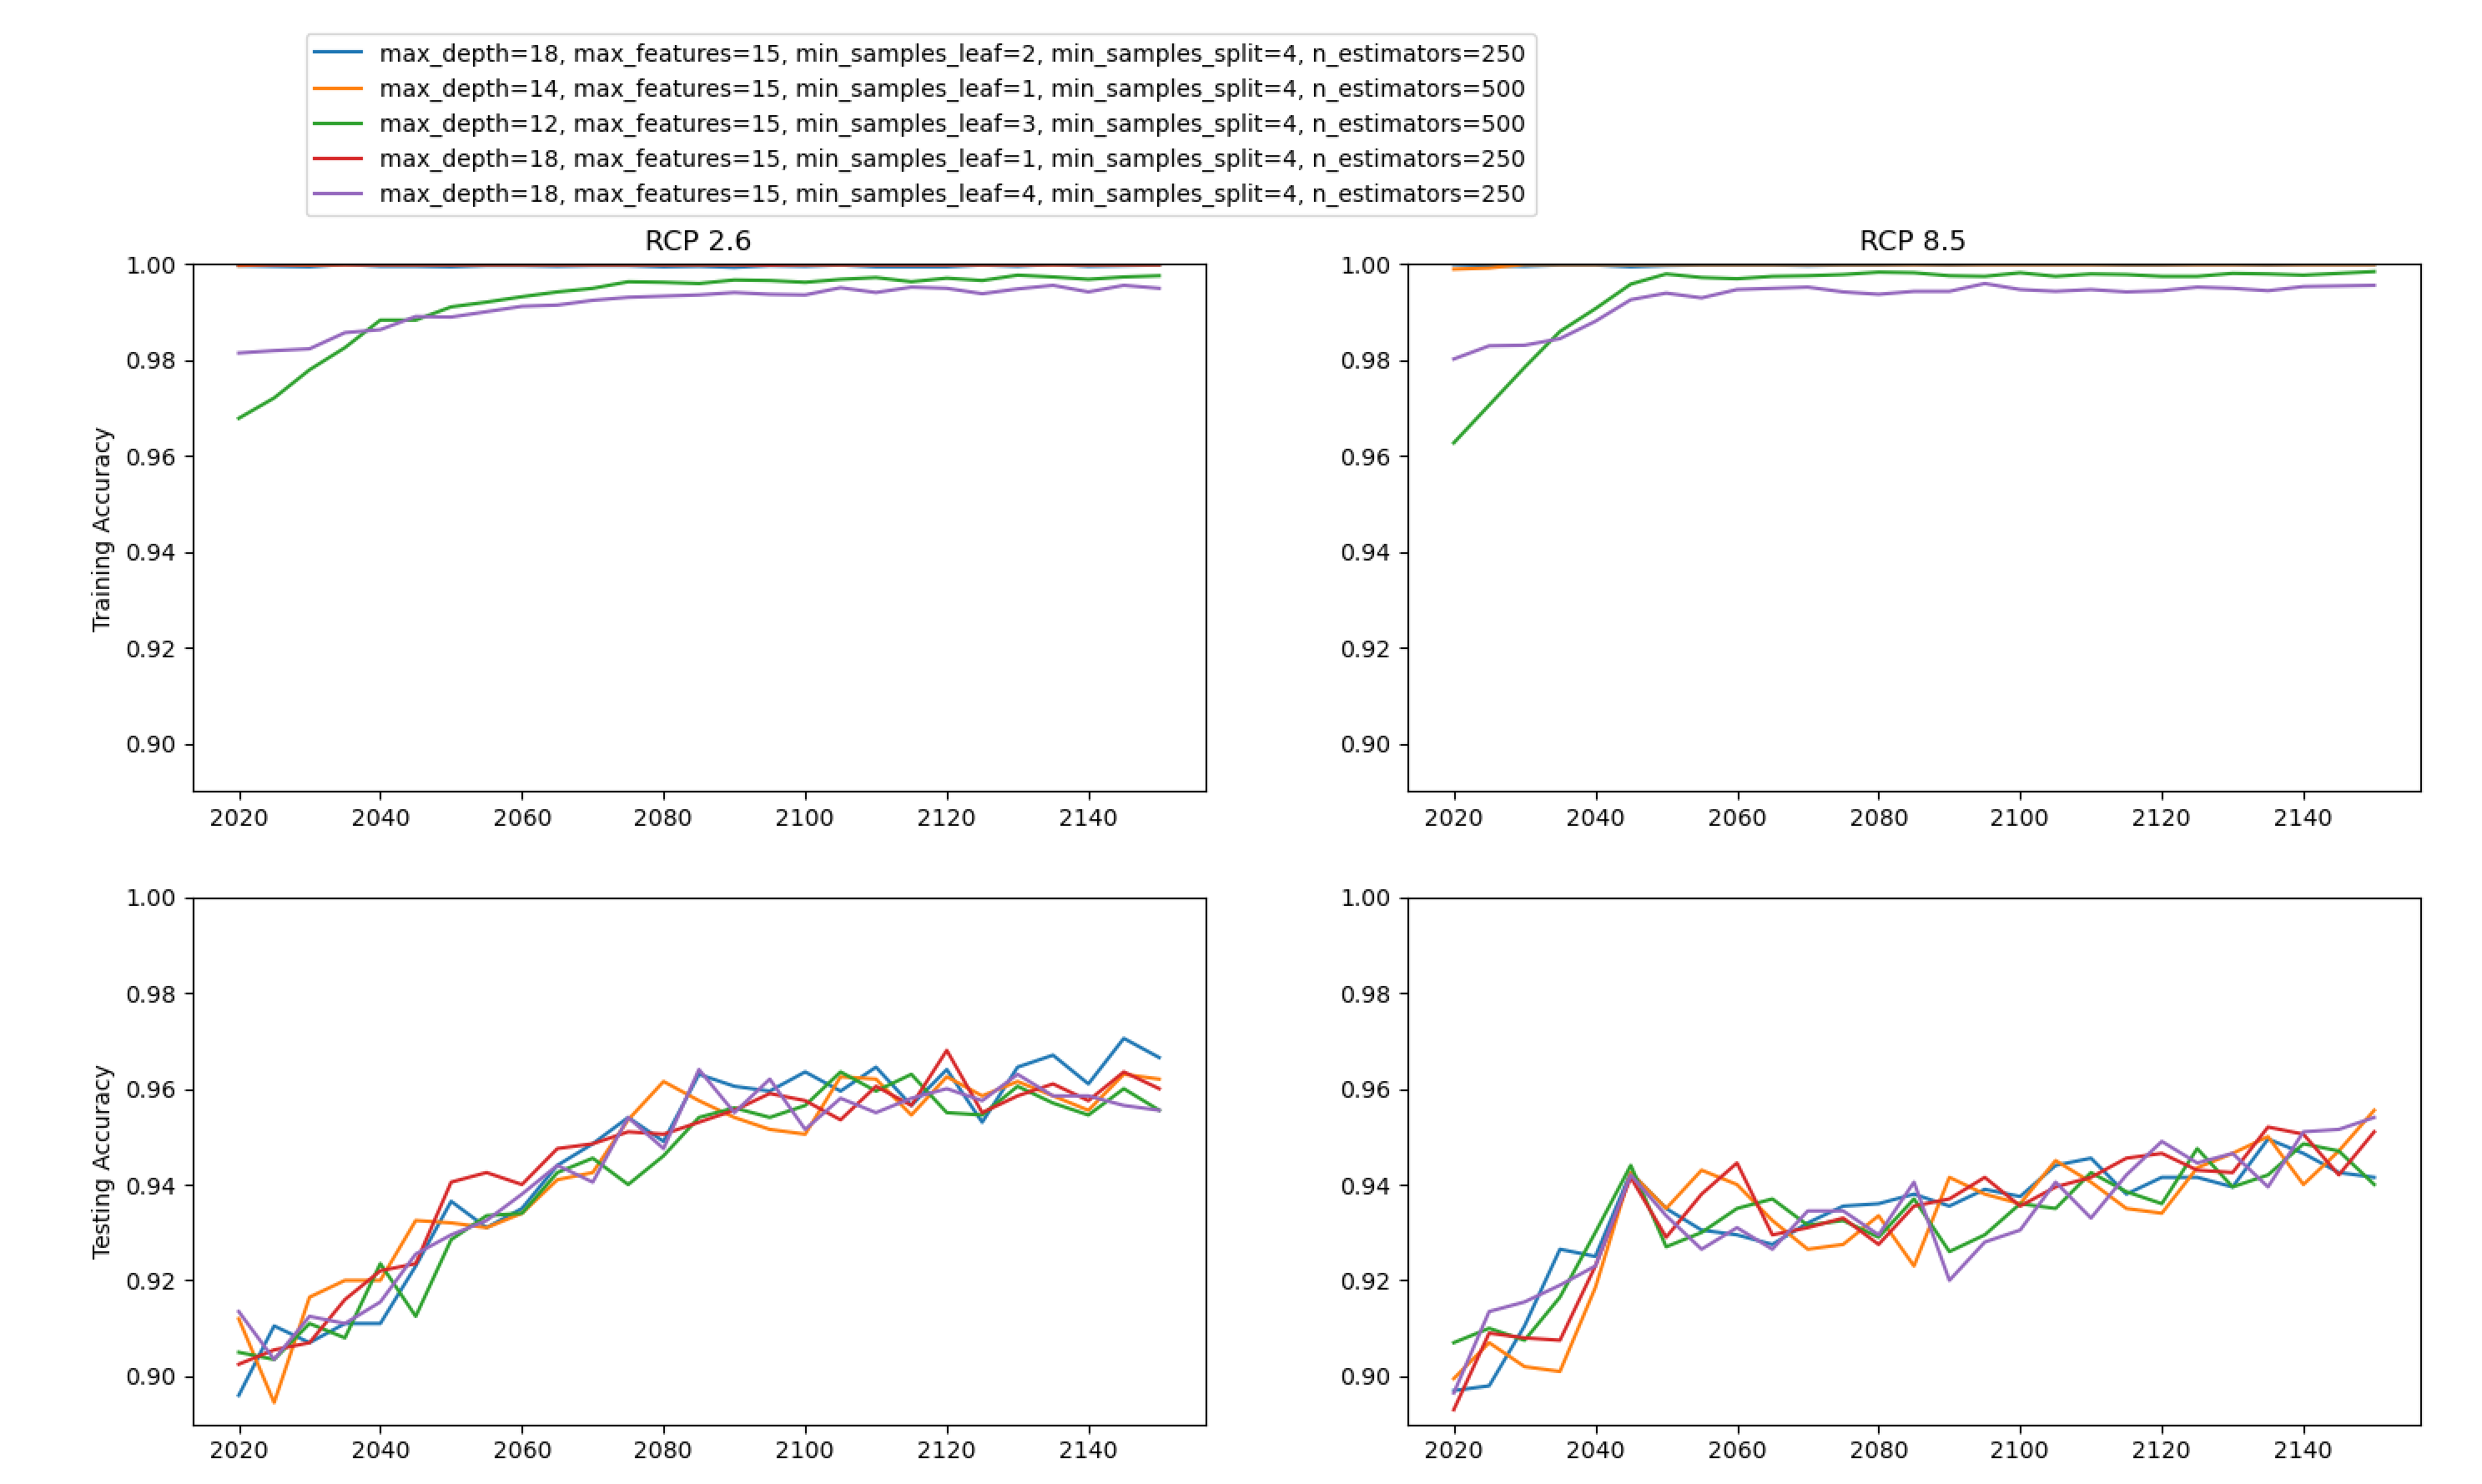 max_depth=18, max_features=15, min_samples_leaf=2, min_samples_split=4, n_estimators=250
max_depth=14, max_features=15, min_samples_leaf=1, min_samples_split=4, n_estimators=500
max_depth=12, max_features=15, min_samples_leaf=3, min_samples_split=4, n_estimators=500
max_depth=18, max_features=15, min_samples_leaf=1, min_samples_split=4, n_estimators=250
max_depth=18, max_features=15, min_samples_leaf=4, min_samples_split=4, n_estimators=250
RCP 2.6
Training Accuracy
1.00
0.98
0.96
0.94
0.92
0.90
2020 2040 2060 2080 2100 2120 2140
RCP 8.5
1.00
0.98
0.96
0.94
0.92
0.90
2020 2040 2060 2080 2100 2120 2140
Testing Accuracy
1.00
0.98
0.96
0.94
0.92
0.90
2020 2040 2060 2080 2100 2120 2140
1.00
0.98
0.96
0.94
0.92
0.90
2020 2040 2060 2080 2100 2120 2140